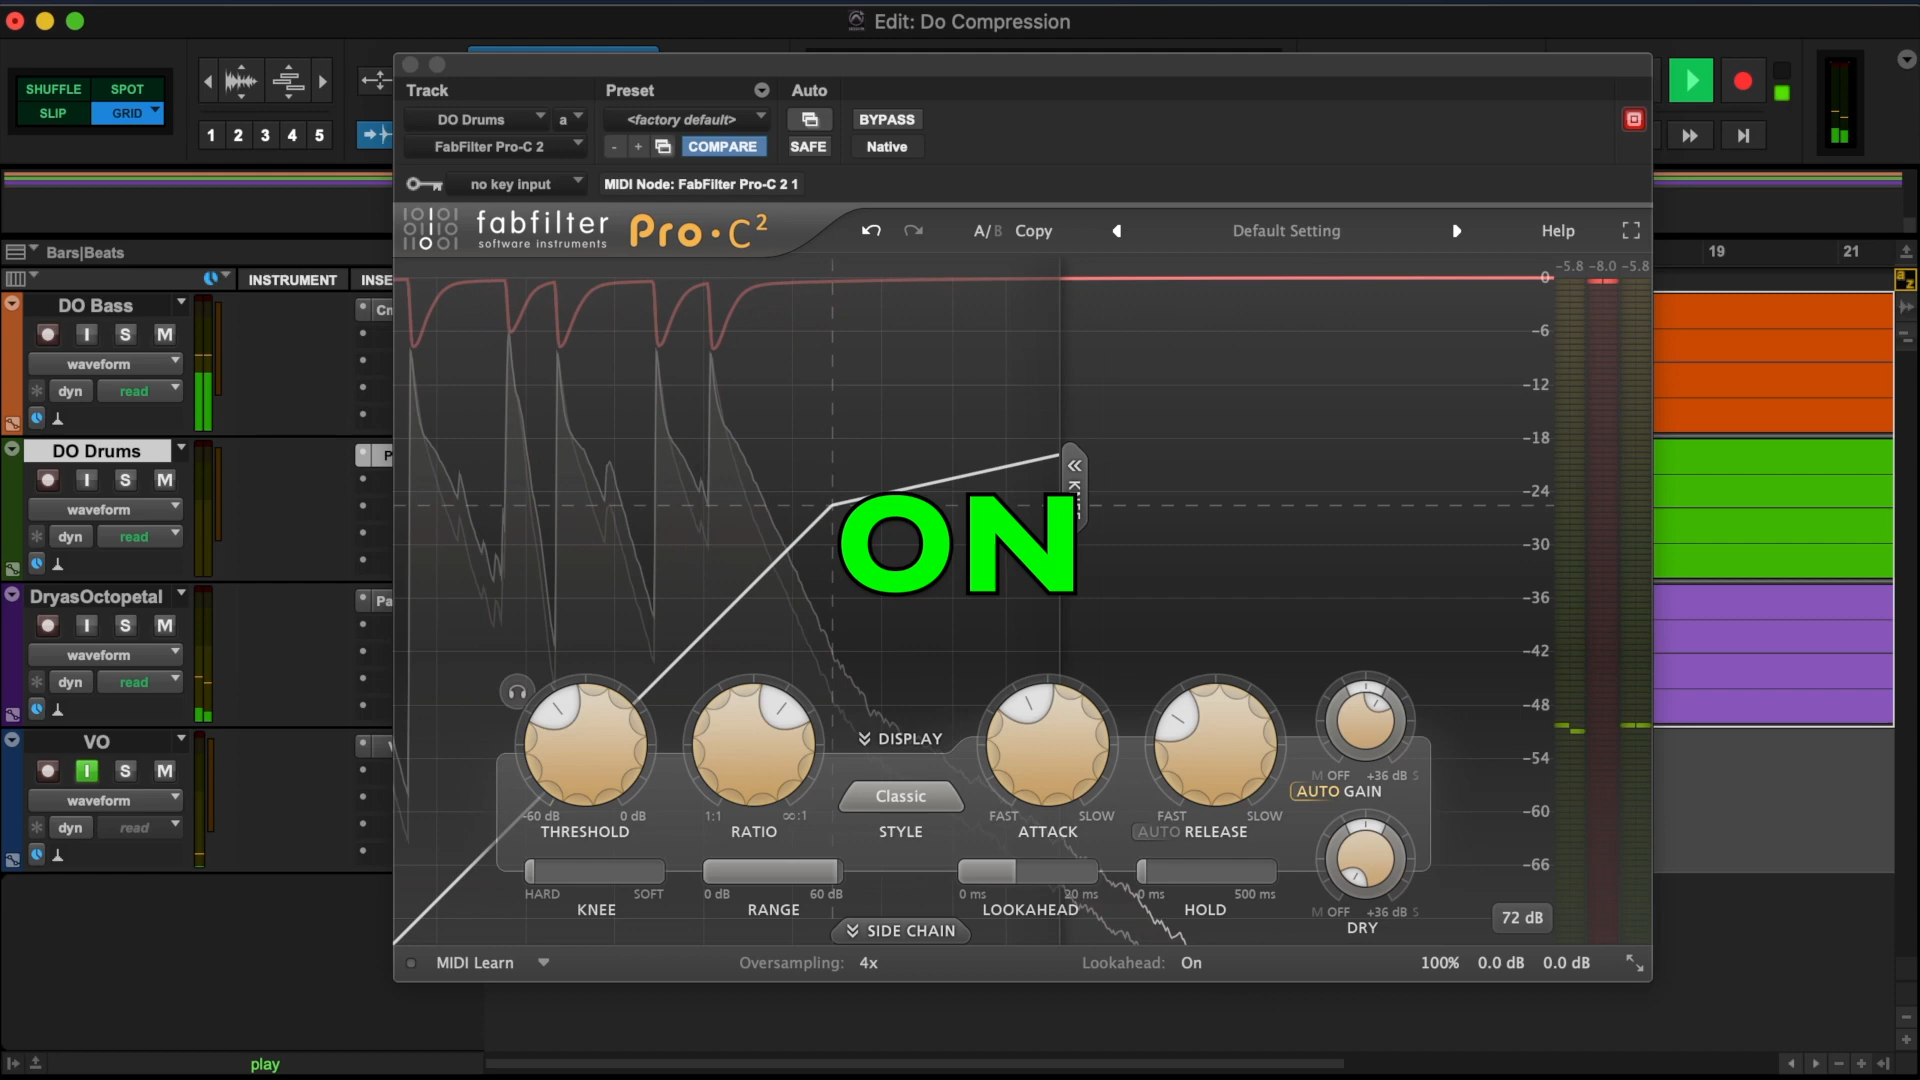 Edit: Do Compression
SHUFFLE SPOT
SLIP GRID
1 2 3 4 5
Track Preset Auto
DO Drums a <factory default> BYPASS
FabFilter Pro-C 2 - + COMPARE SAFE Native
no key input MIDI Node: FabFilter Pro-C 2 1
fabfilter Pro·C²
software instruments
A/B Copy Default Setting Help
Bars|Beats 19 21
INSTRUMENT INSE
DO Bass
I S M
waveform
dyn read
DO Drums P
I S M
waveform
dyn read
DryasOctopetal Pa
I S M
waveform
dyn read
VO
I S M
waveform
dyn read
-5.8 -8.0 -5.8
0
-6
-12
-18
-24
-30
-36
-42
-48
-54
-60
-66
a z
ON
DISPLAY
Classic
STYLE
-60 dB 0 dB
THRESHOLD
1:1 ∞:1
RATIO
FAST SLOW
ATTACK
FAST SLOW
AUTO RELEASE
M OFF +36 dB S
AUTO GAIN
HARD SOFT
KNEE
0 dB 60 dB
RANGE
0 ms 20 ms
LOOKAHEAD
0 ms 500 ms
HOLD
M OFF +36 dB S
DRY
72 dB
SIDE CHAIN
MIDI Learn Oversampling: 4x Lookahead: On 100% 0.0 dB 0.0 dB
play